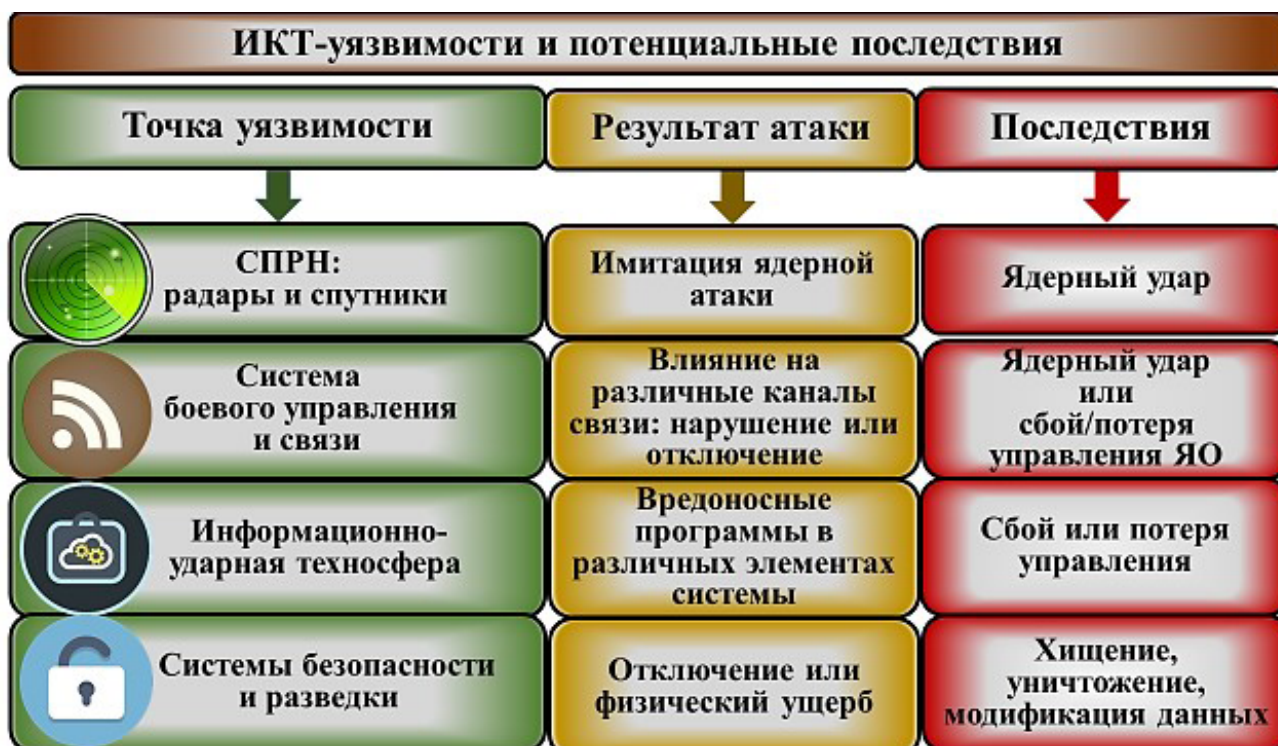 ИКТ-уязвимости и потенциальные последствия
Точка уязвимости
Результат атаки
Последствия
СПРН:
радары и спутники
Имитация ядерной
атаки
Ядерный удар
Система
боевого управления
и связи
Влияние на
различные каналы
связи: нарушение или
отключение
Ядерный удар
или
сбой/потеря
управления ЯО
Информационно-
ударная техносфера
Вредоносные
программы в
различных элементах
системы
Сбой или потеря
управления
Системы безопасности
и разведки
Отключение или
физический ущерб
Хищение,
уничтожение,
модификация данных